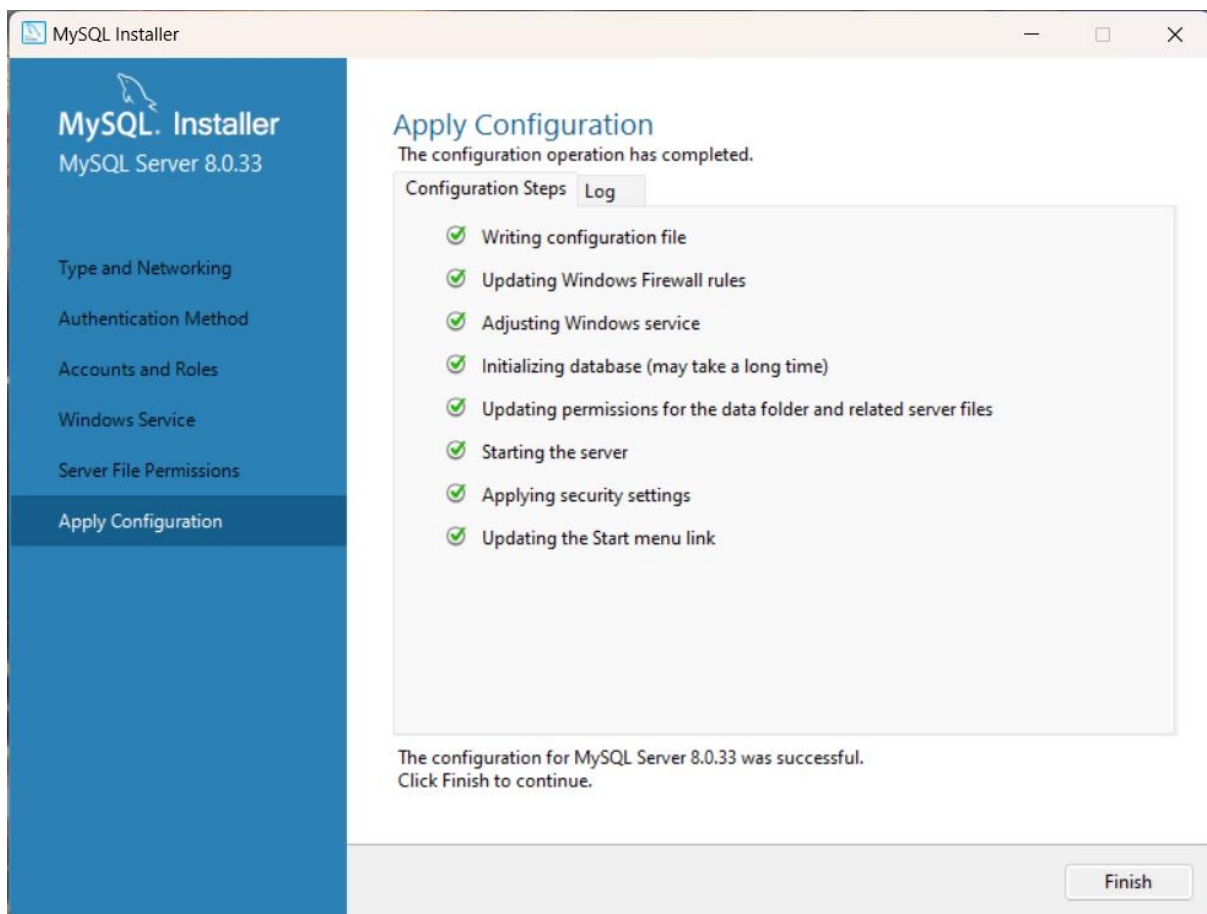 MySQL Installer
MySQL. Installer
MySQL Server 8.0.33
Type and Networking
Authentication Method
Accounts and Roles
Windows Service
Server File Permissions
Apply Configuration
Apply Configuration
The configuration operation has completed.
Configuration Steps Log
Writing configuration file
Updating Windows Firewall rules
Adjusting Windows service
Initializing database (may take a long time)
Updating permissions for the data folder and related server files
Starting the server
Applying security settings
Updating the Start menu link
The configuration for MySQL Server 8.0.33 was successful.
Click Finish to continue.
Finish